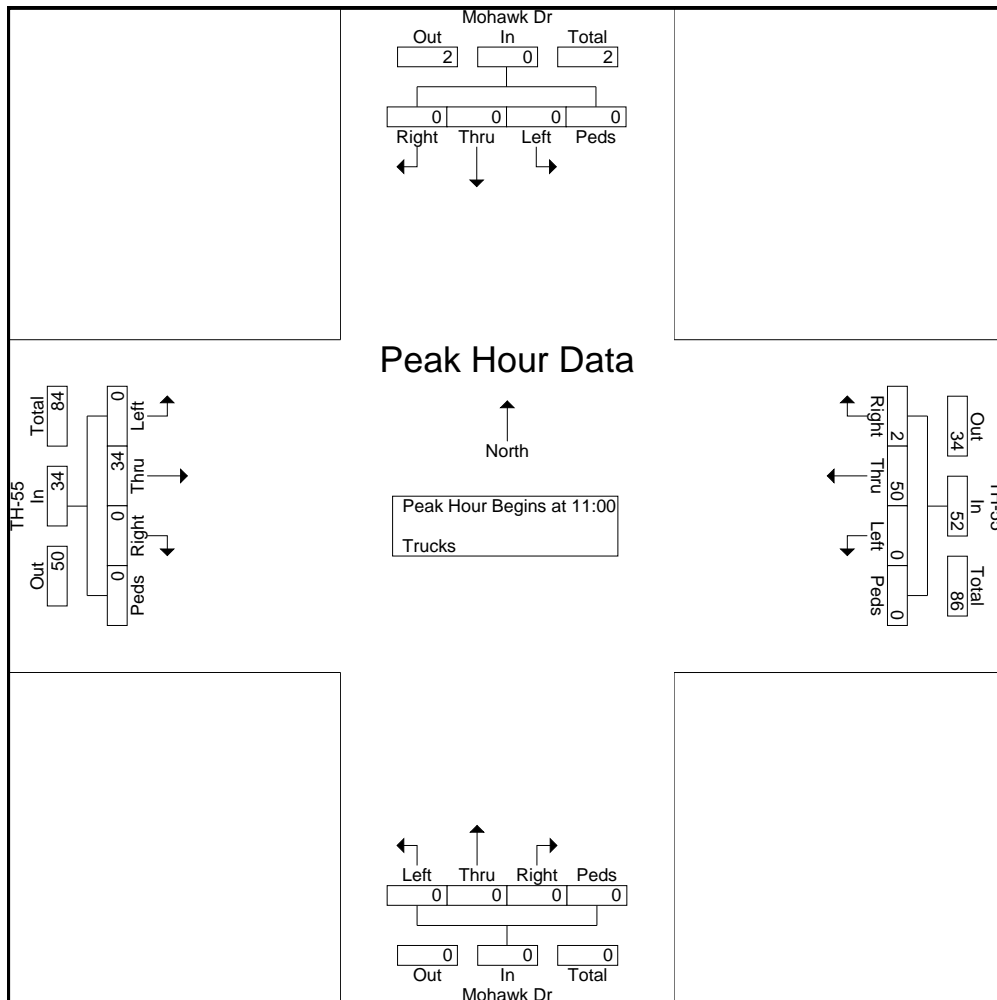 Mohawk Dr
Out In Total
2 0 2
0 0 0 0
Right Thru Left Peds
Peak Hour Data
North
Peak Hour Begins at 11:00
Trucks
TH-55
Total In Out
84 34 50
0 34 0 0
Left Thru Right Peds
Right Thru Left Peds
2 50 0 0
Out In Total
34 52 86
Left Thru Right Peds
0 0 0 0
0 0 0
Out In Total
Mohawk Dr